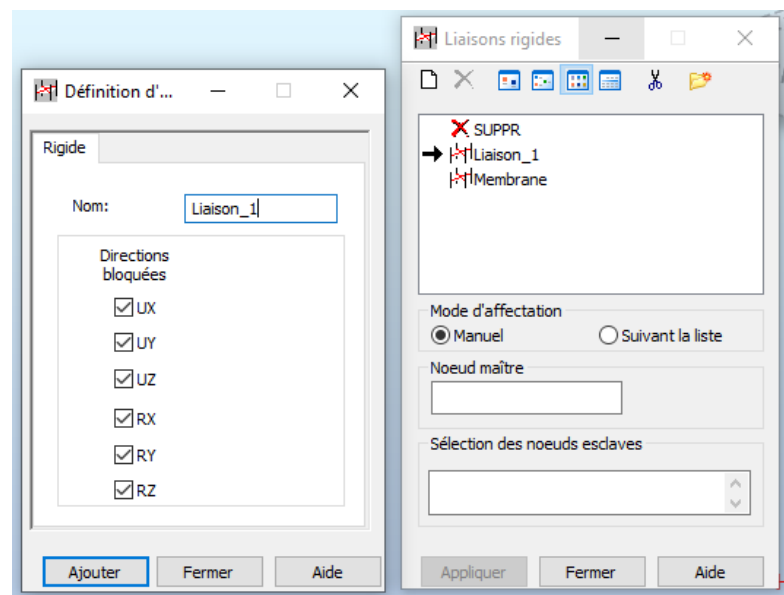 Définition d'...
Rigide
Nom:
Liaison_1
Directions
bloquées
UX
UY
UZ
RX
RY
RZ
Ajouter
Fermer
Aide
Liaisons rigides
SUPPR
Liaison_1
Membrane
Mode d'affectation
Manuel
Suivant la liste
Noeud maître
Sélection des noeuds esclaves
Appliquer
Fermer
Aide